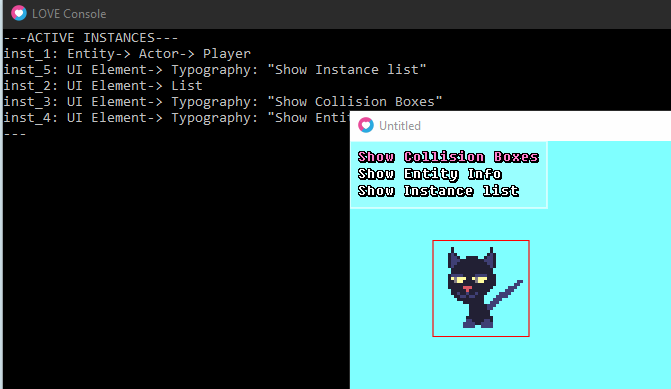 LOVE Console
---ACTIVE INSTANCES---
inst_1: Entity-> Actor-> Player
inst_5: UI Element-> Typography: "Show Instance list"
inst_2: UI Element-> List
inst_3: UI Element-> Typography: "Show Collision Boxes"
inst_4: UI Element-> Typography: "Show Enti
---
Untitled
Show Collision Boxes
Show Entity Info
Show Instance list